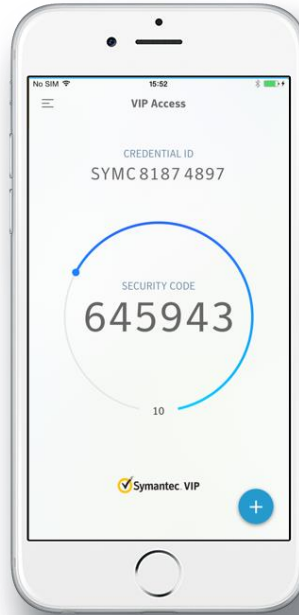 No SIM 15:52
VIP Access
CREDENTIAL ID
SYMC 8187 4897
SECURITY CODE
645943
10
Symantec. VIP